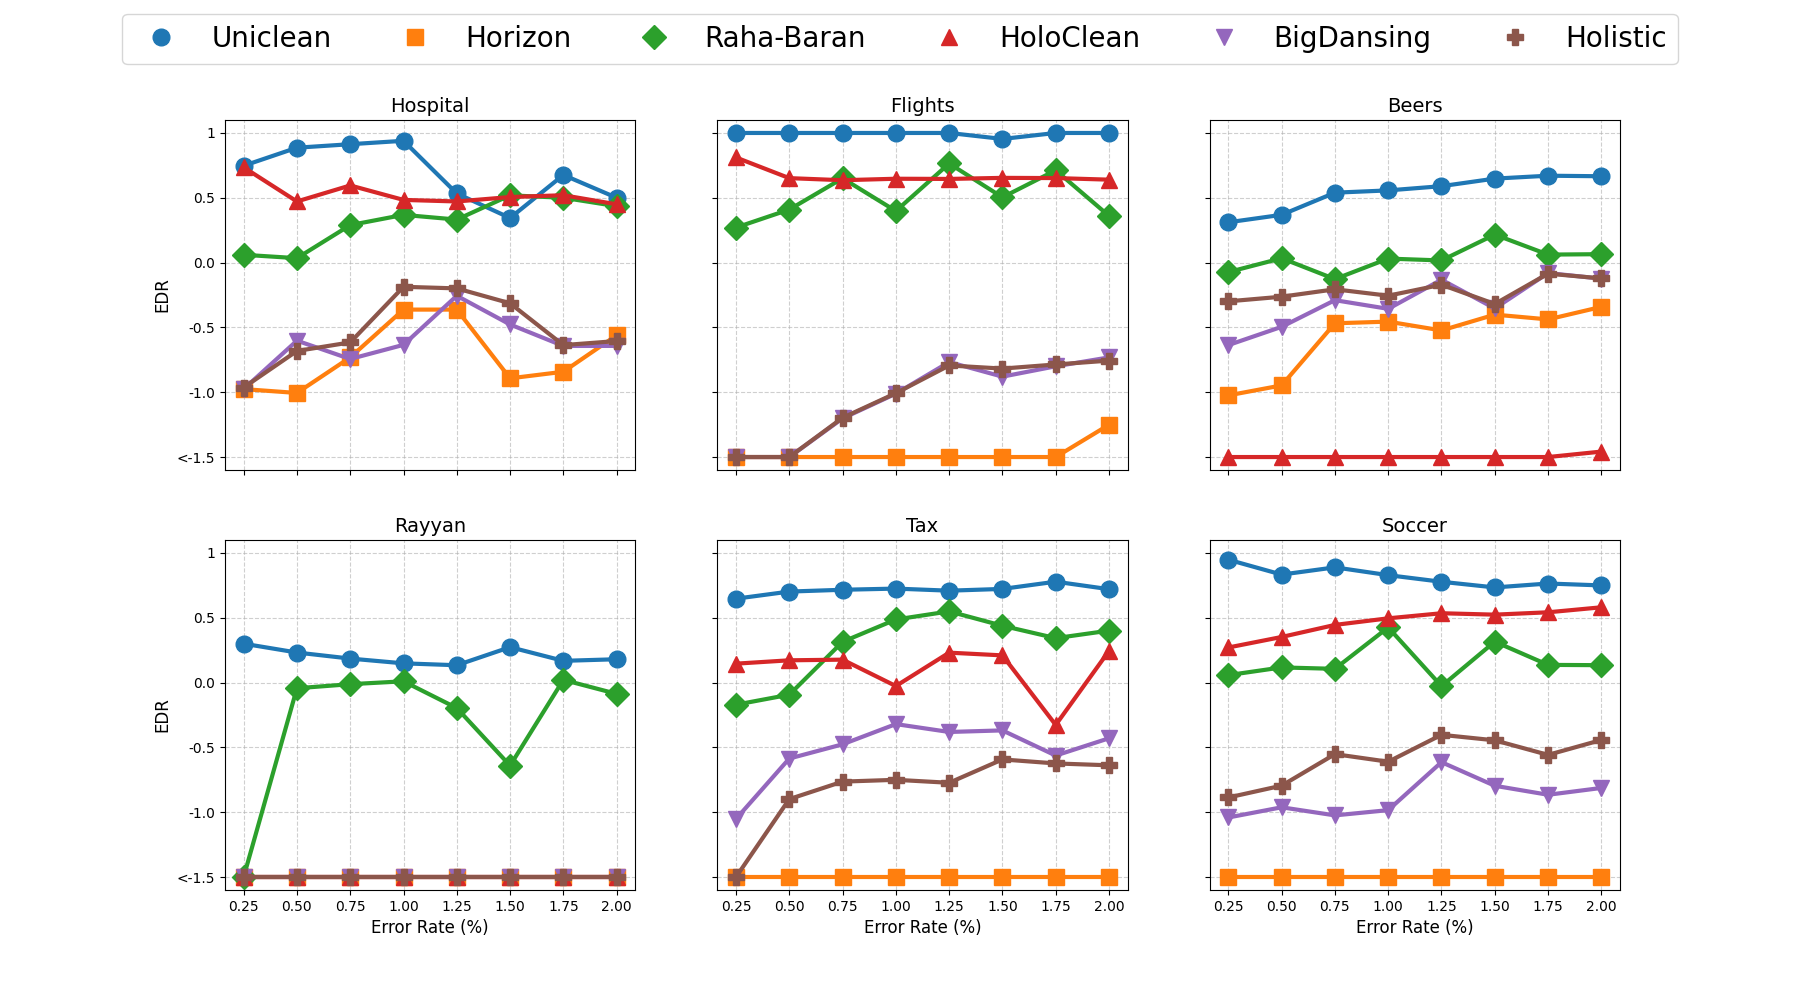 Uniclean Horizon Raha-Baran HoloClean BigDansing Holistic
Hospital Flights Beers
1
0.5
0.0
-0.5
-1.0
<-1.5
EDR
Rayyan Tax Soccer
1
0.5
0.0
-0.5
-1.0
<-1.5
EDR
0.25 0.50 0.75 1.00 1.25 1.50 1.75 2.00 0.25 0.50 0.75 1.00 1.25 1.50 1.75 2.00 0.25 0.50 0.75 1.00 1.25 1.50 1.75 2.00
Error Rate (%) Error Rate (%) Error Rate (%)